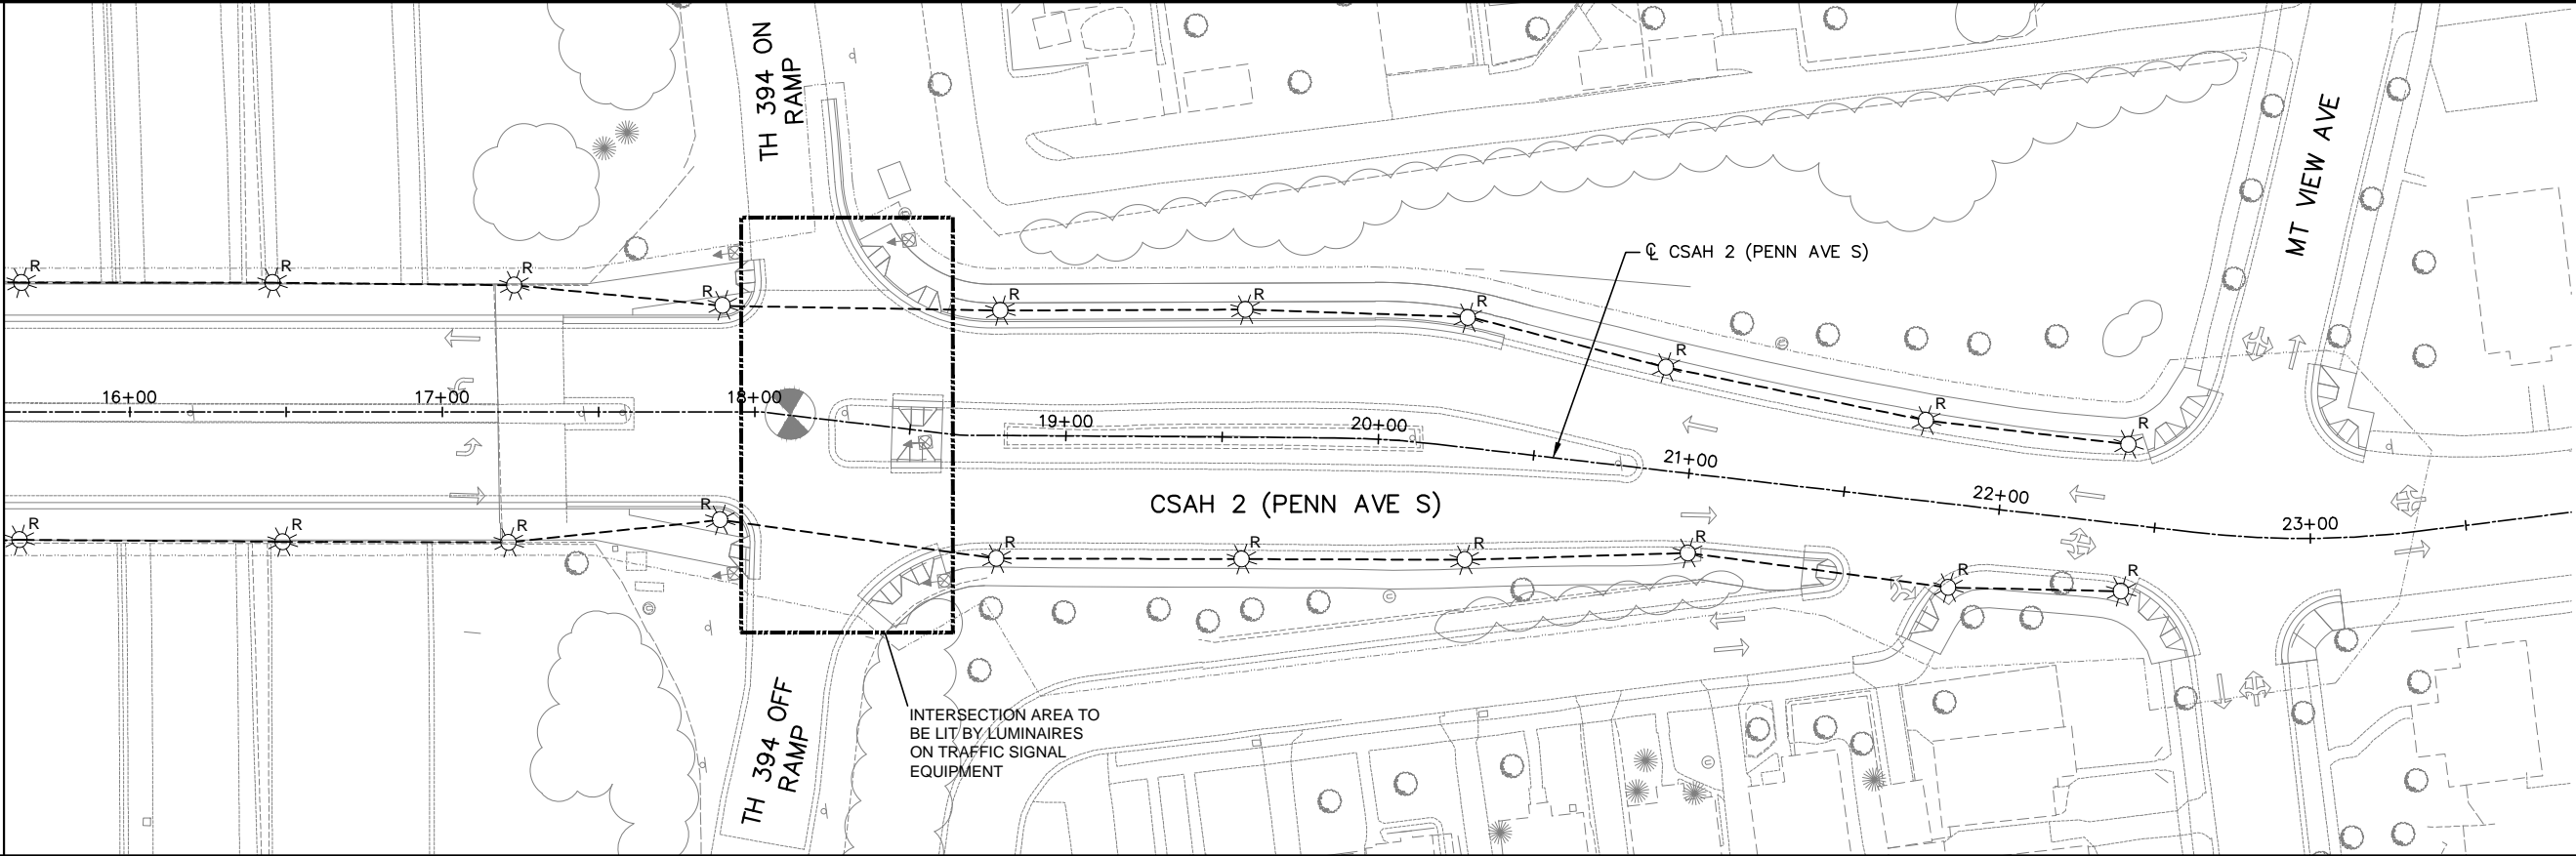 TH 394 ON
RAMP
MT VIEW AVE
℄ CSAH 2 (PENN AVE S)
R
R
R
R
R
R
R
R
R
R
16+00
17+00
18+00
19+00
20+00
21+00
22+00
23+00
CSAH 2 (PENN AVE S)
R
R
R
R
R
R
R
R
R
R
TH 394 OFF
RAMP
INTERSECTION AREA TO
BE LIT BY LUMINAIRES
ON TRAFFIC SIGNAL
EQUIPMENT